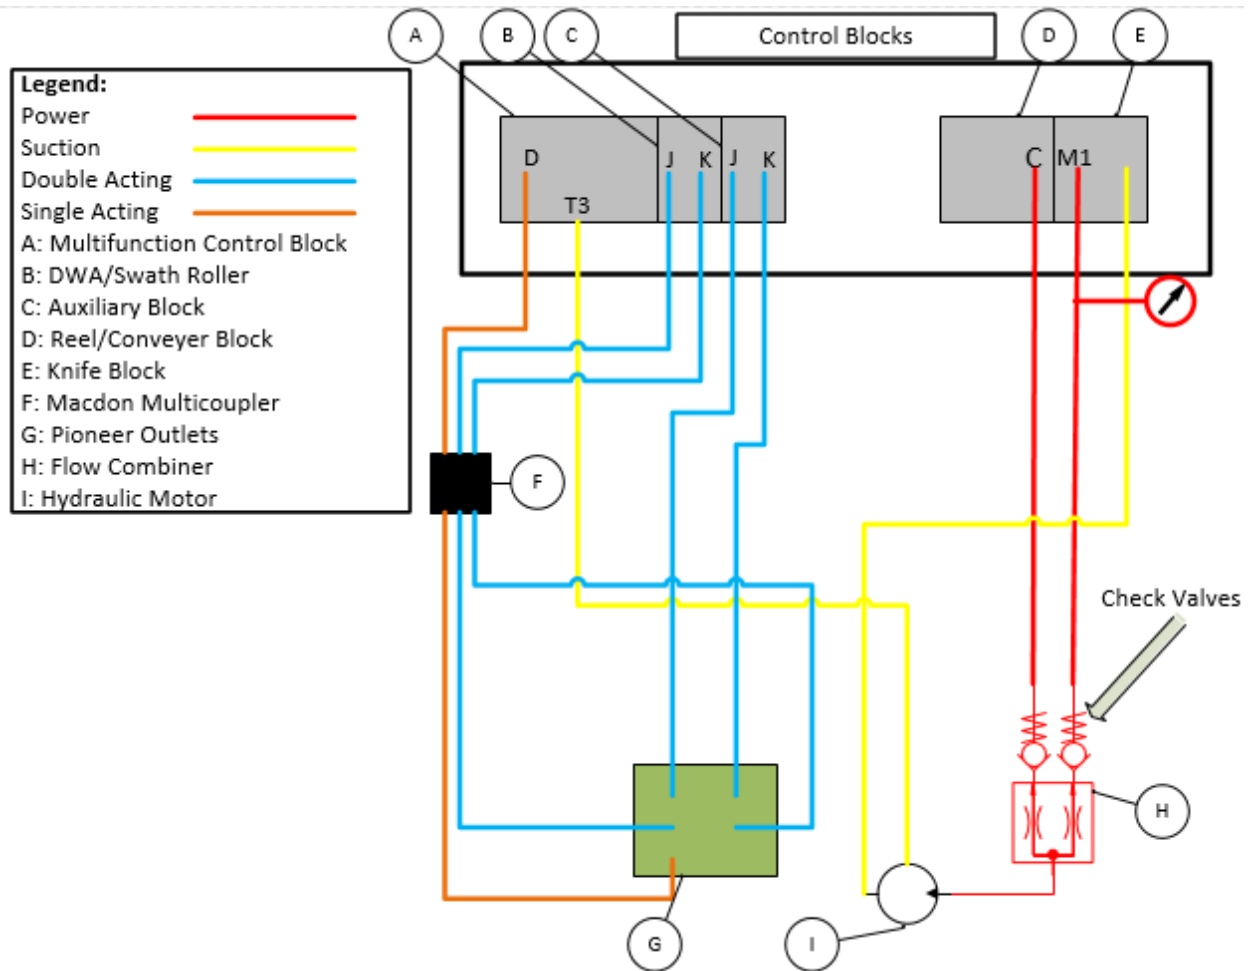 A
B
C
Control Blocks
D
E
Legend:
Power
Suction
Double Acting
Single Acting
A: Multifunction Control Block
B: DWA/Swath Roller
C: Auxiliary Block
D: Reel/Conveyer Block
E: Knife Block
F: Macdon Multicoupler
G: Pioneer Outlets
H: Flow Combiner
I: Hydraulic Motor
D
J
K
J
K
C
M1
T3
F
Check Valves
H
G
I